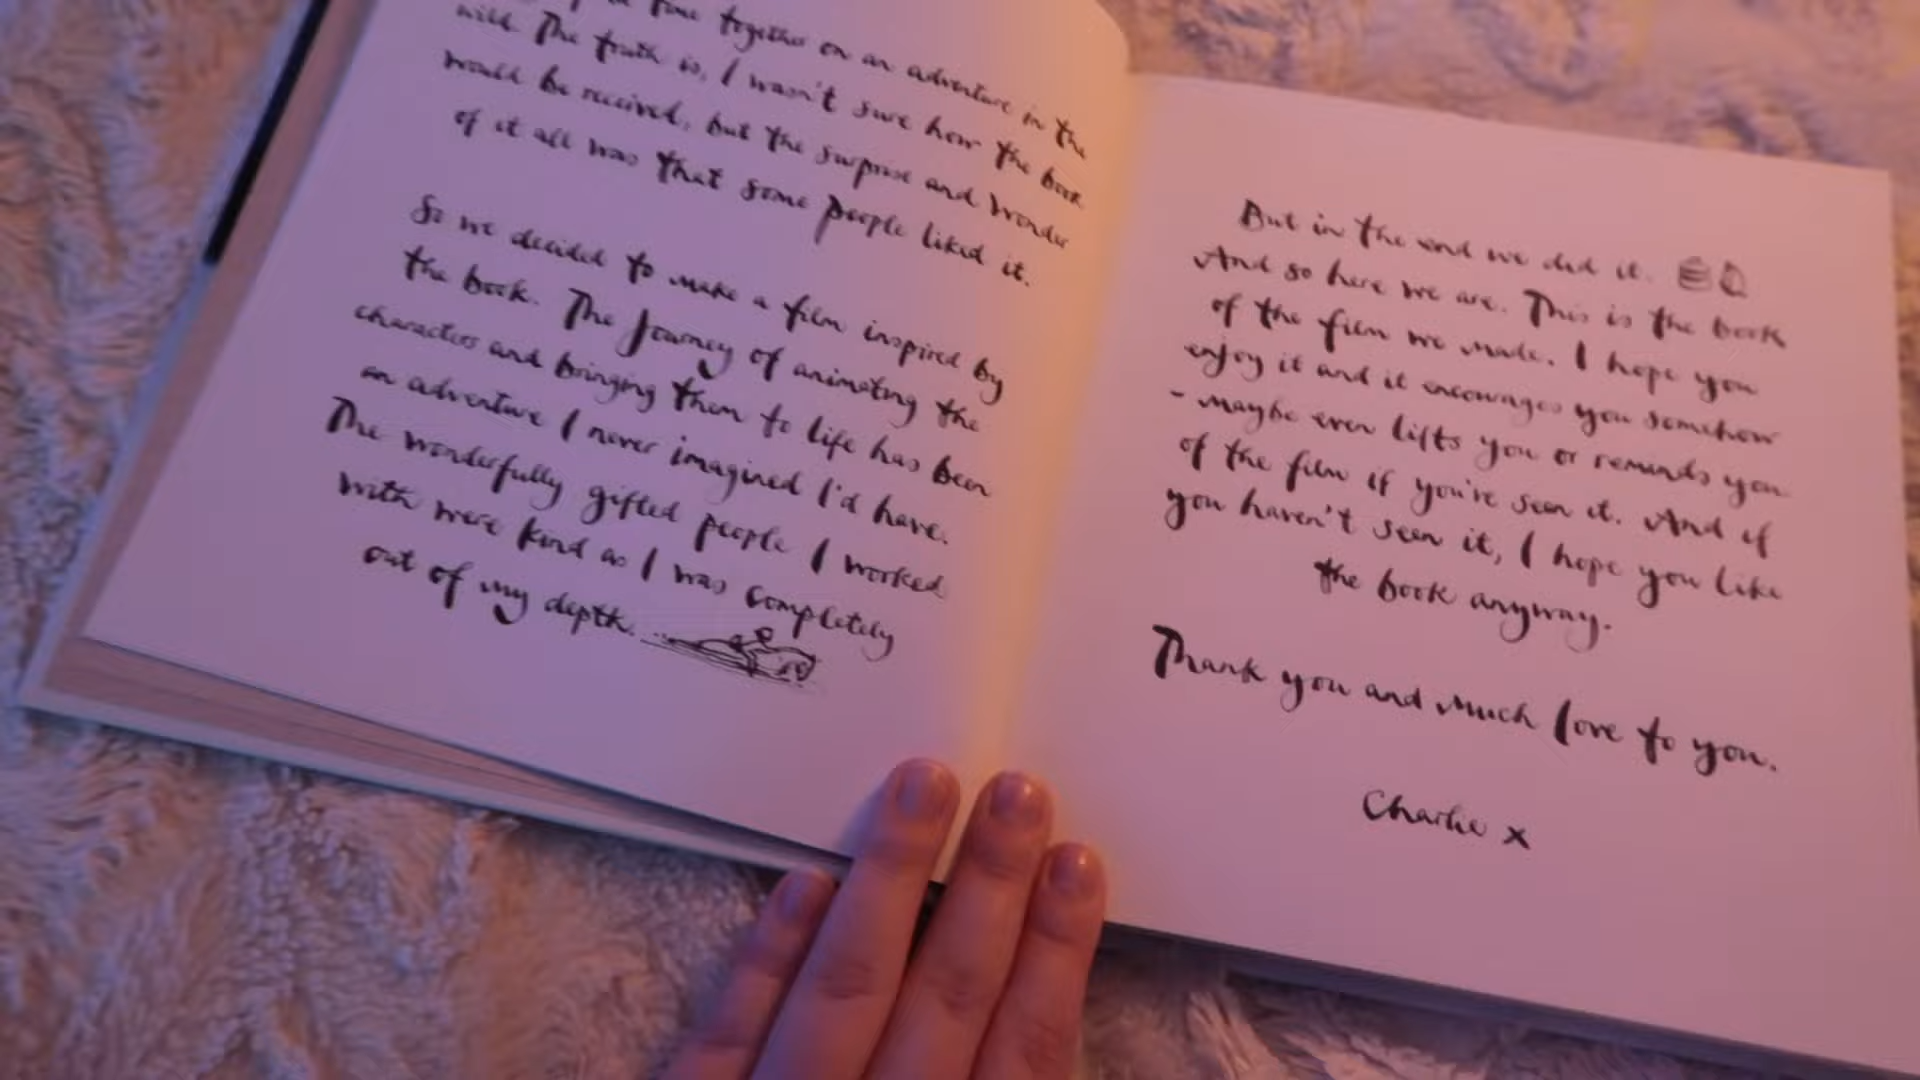 time together on an adventure in the
wild. The truth is, I wasn't sure how the book
would be received, but the surprise and wonder
of it all was that some people liked it.
So we decided to make a film inspired by
the book. The Journey of animating the
characters and bringing them to life has been
an adventure I never imagined I'd have.
The wonderfully gifted people I worked
with were kind as I was completely
out of my depth.
But in the end we did it.
And so here we are. This is the book
of the film we made. I hope you
enjoy it and it encourages you somehow
- maybe even lifts you or reminds you
of the film if you've seen it. And if
you haven't seen it, I hope you like
the book anyway.
Thank you and much love to you.
Charlie x